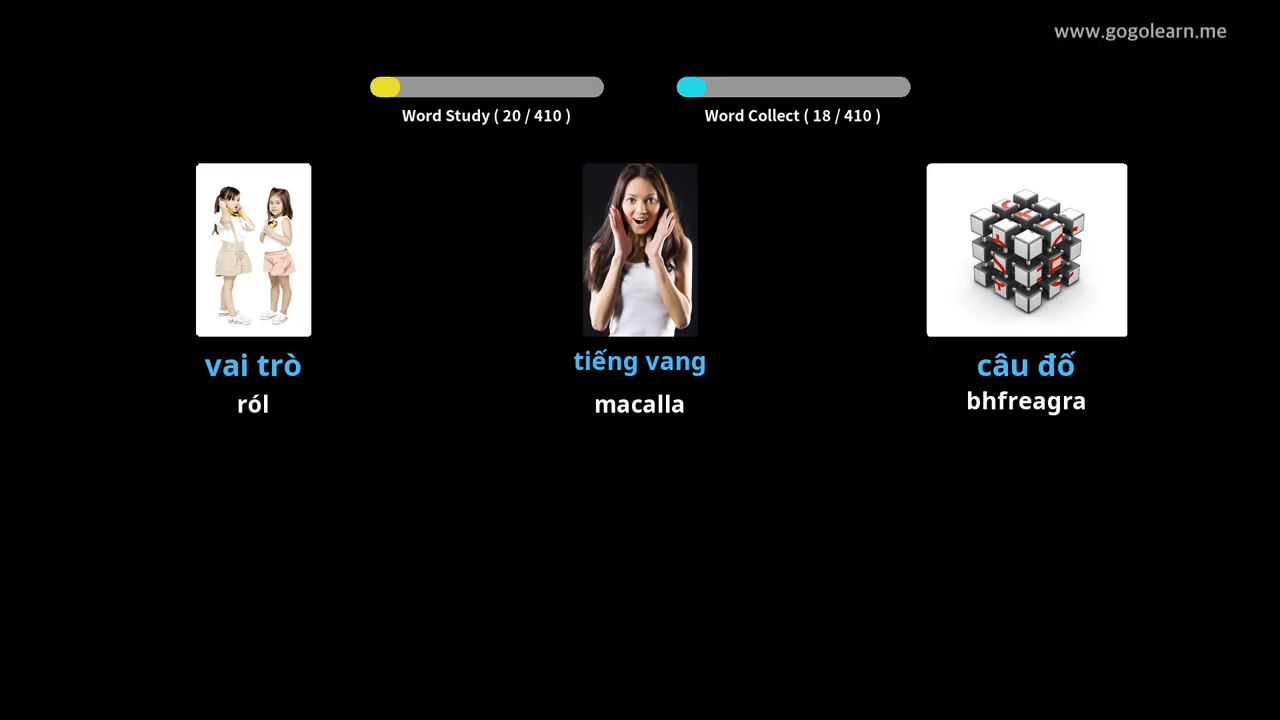 www.gogolearn.me
Word Study ( 20 / 410 )
Word Collect ( 18 / 410 )
vai trò
ról
tiếng vang
macalla
câu đố
bhfreagra